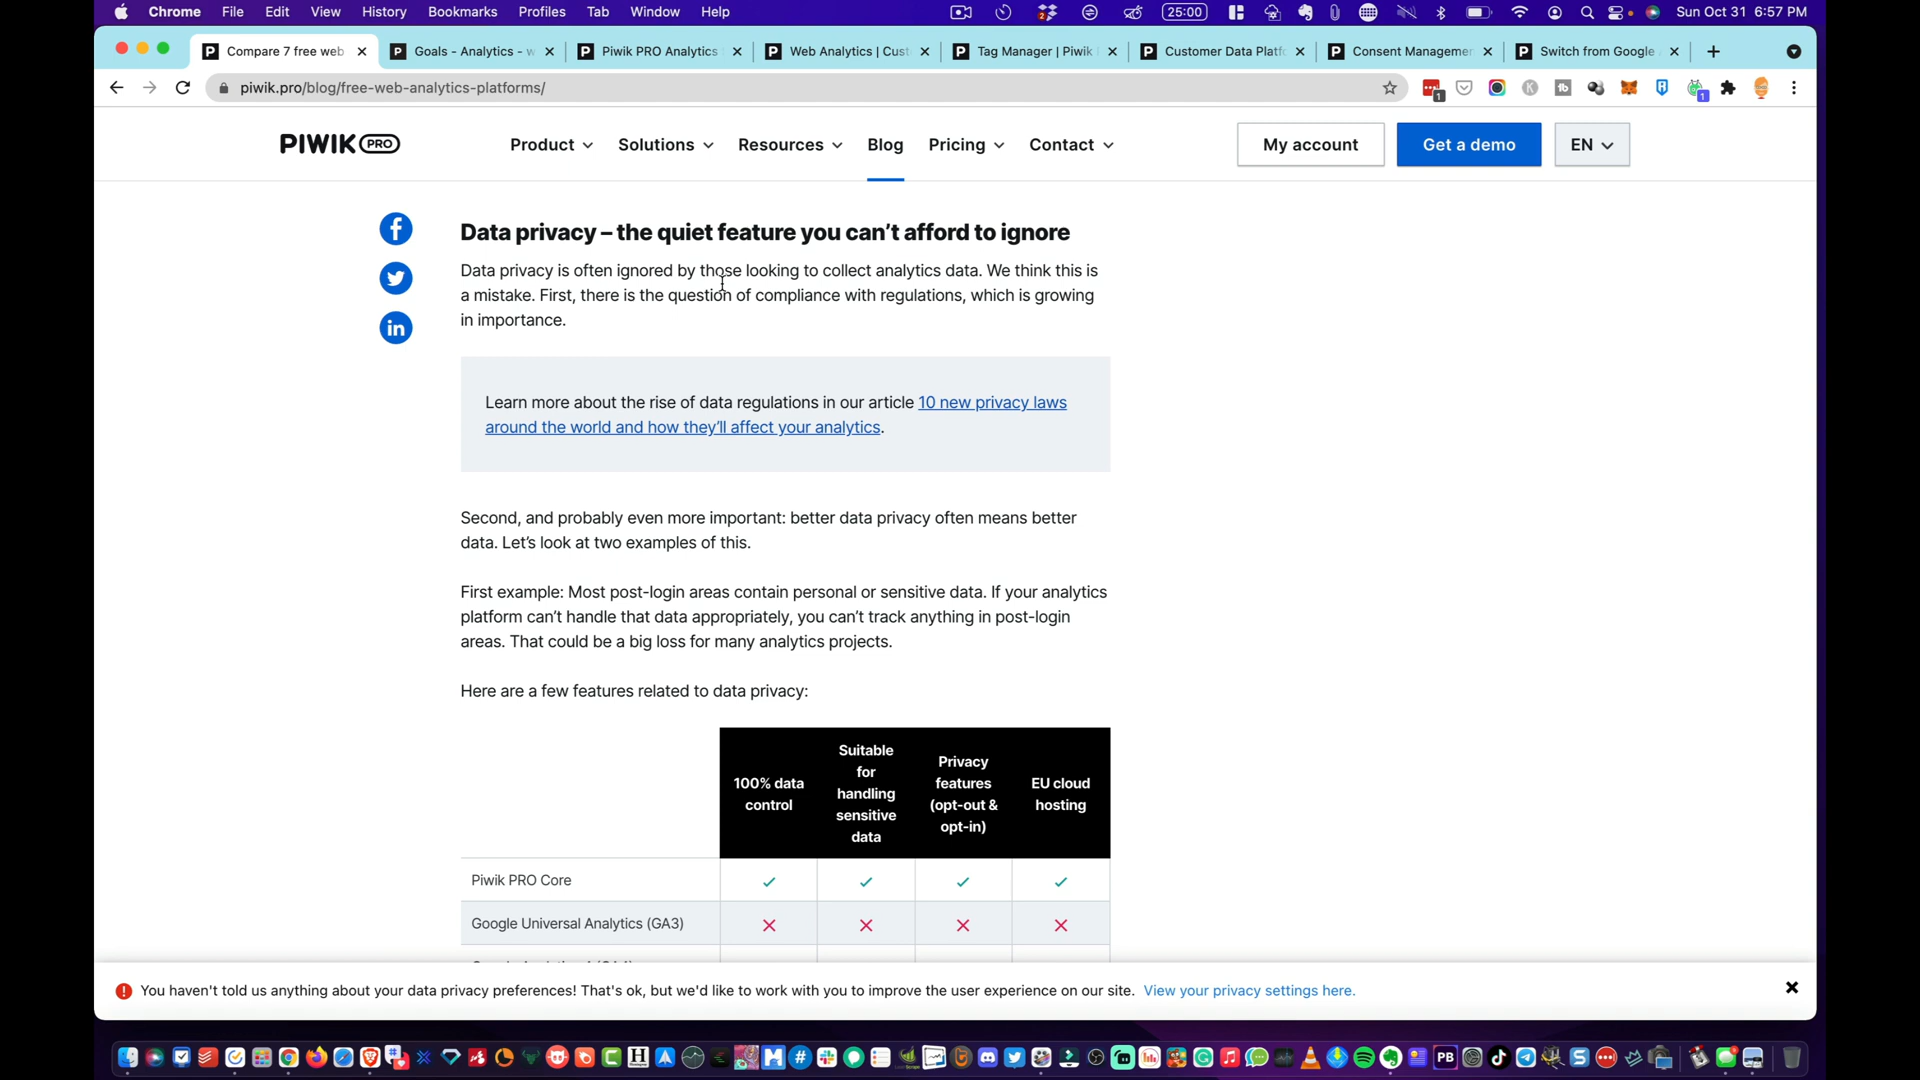 Chrome File Edit View History Bookmarks Profiles Tab Window Help 25:00 Sun Oct 31 6:57 PM
Compare 7 free web Goals - Analytics - w Piwik PRO Analytics Web Analytics | Cust Tag Manager | Piwik Customer Data Platf Consent Managemen Switch from Google
piwik.pro/blog/free-web-analytics-platforms/
PIWIK PRO Product Solutions Resources Blog Pricing Contact My account Get a demo EN
Data privacy – the quiet feature you can’t afford to ignore
Data privacy is often ignored by those looking to collect analytics data. We think this is
a mistake. First, there is the question of compliance with regulations, which is growing
in importance.
Learn more about the rise of data regulations in our article 10 new privacy laws
around the world and how they’ll affect your analytics.
Second, and probably even more important: better data privacy often means better
data. Let’s look at two examples of this.
First example: Most post-login areas contain personal or sensitive data. If your analytics
platform can’t handle that data appropriately, you can’t track anything in post-login
areas. That could be a big loss for many analytics projects.
Here are a few features related to data privacy:
100% data
control
Suitable
for
handling
sensitive
data
Privacy
features
(opt-out &
opt-in)
EU cloud
hosting
Piwik PRO Core
Google Universal Analytics (GA3)
You haven't told us anything about your data privacy preferences! That's ok, but we'd like to work with you to improve the user experience on our site. View your privacy settings here.